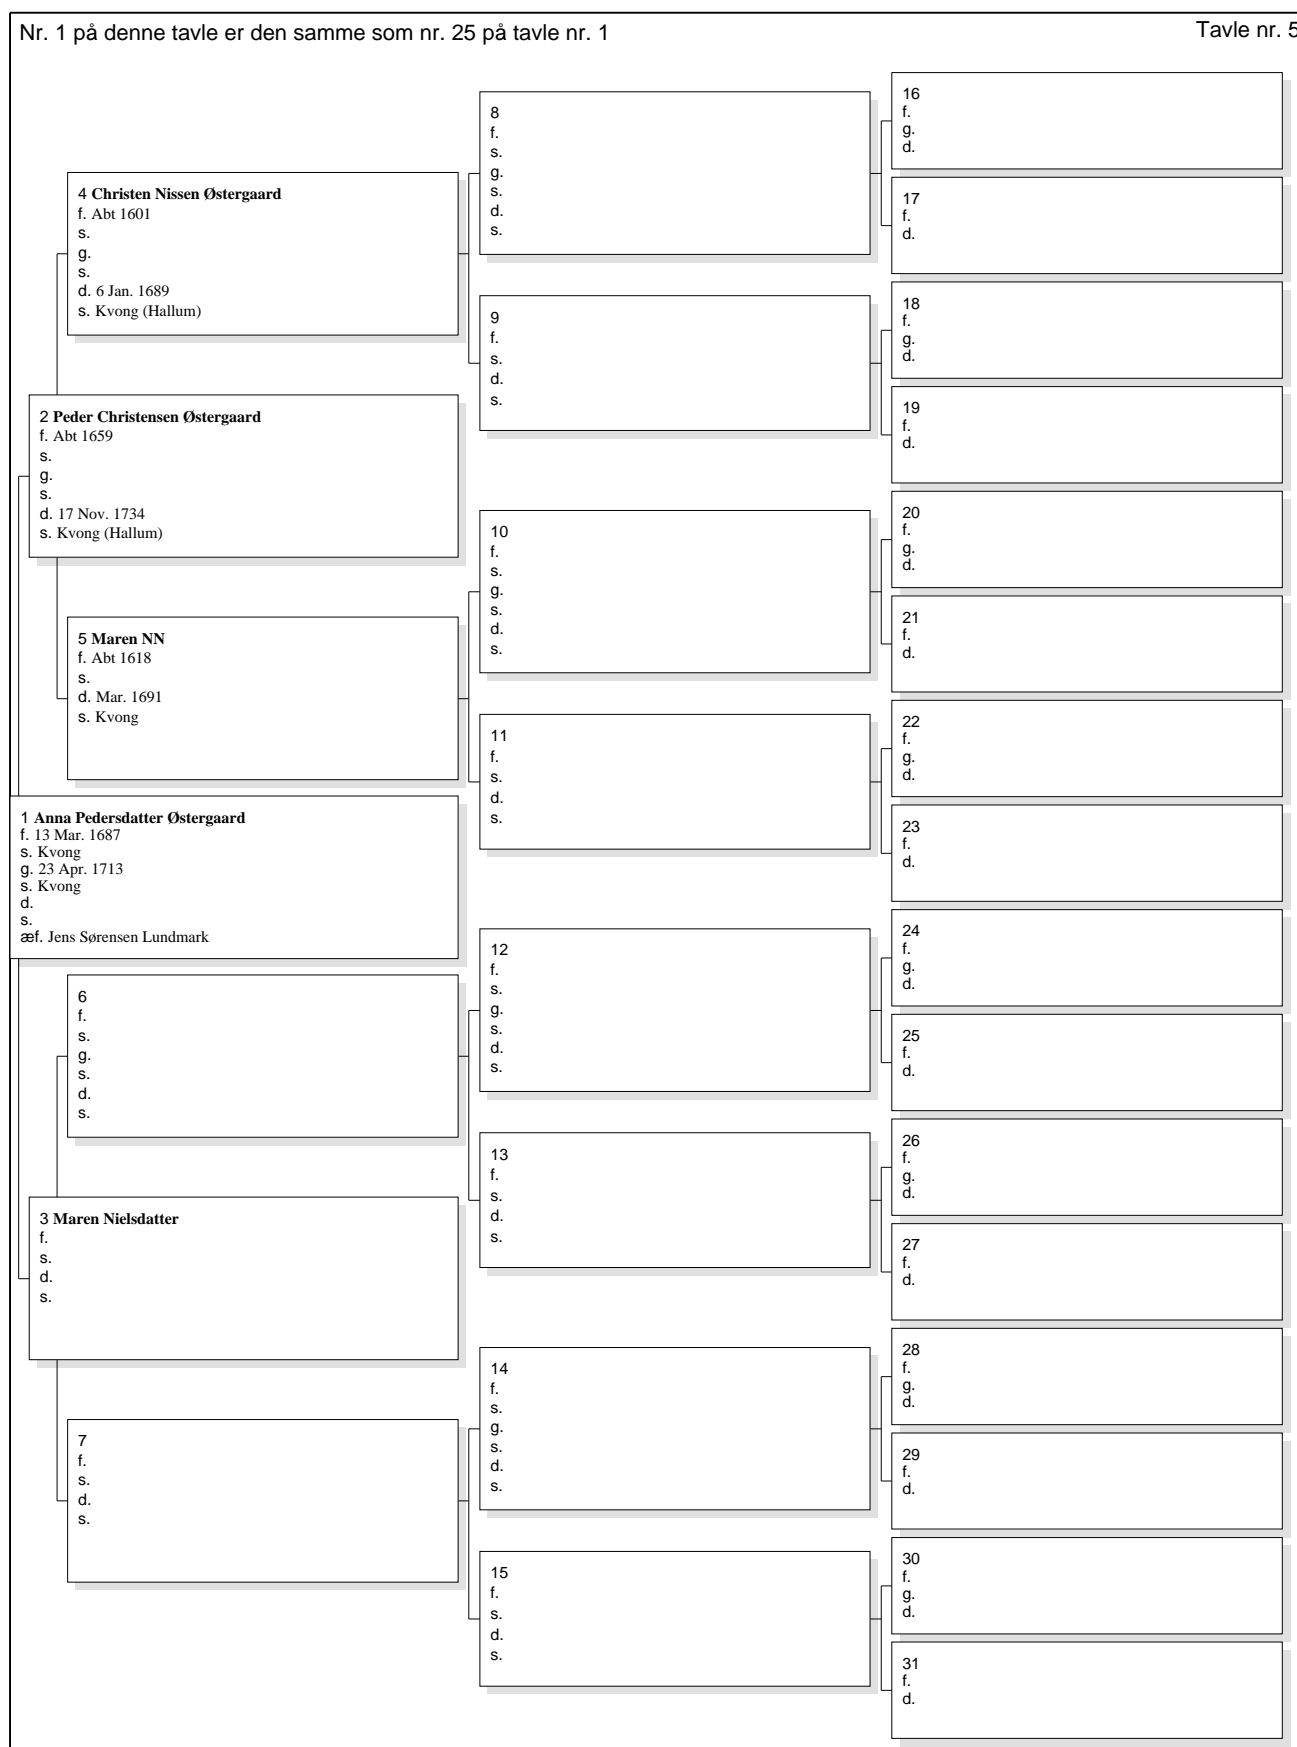 Nr. 1 på denne tavle er den samme som nr. 25 på tavle nr. 1
Tavle nr. 5
4 Christen Nissen Østergaard
f. Abt 1601
s.
g.
s.
d. 6 Jan. 1689
s. Kvong (Hallum)
2 Peder Christensen Østergaard
f. Abt 1659
s.
g.
s.
d. 17 Nov. 1734
s. Kvong (Hallum)
5 Maren NN
f. Abt 1618
s.
d. Mar. 1691
s. Kvong
1 Anna Pedersdatter Østergaard
f. 13 Mar. 1687
s. Kvong
g. 23 Apr. 1713
s. Kvong
d.
s.
æf. Jens Sørensen Lundmark
6
f.
s.
g.
s.
d.
s.
3 Maren Nielsdatter
f.
s.
d.
s.
7
f.
s.
d.
s.
8
f.
s.
g.
s.
d.
s.
9
f.
s.
d.
s.
10
f.
s.
g.
s.
d.
s.
11
f.
s.
d.
s.
12
f.
s.
g.
s.
d.
s.
13
f.
s.
d.
s.
14
f.
s.
g.
s.
d.
s.
15
f.
s.
d.
s.
16
f.
g.
d.
17
f.
d.
18
f.
g.
d.
19
f.
d.
20
f.
g.
d.
21
f.
d.
22
f.
g.
d.
23
f.
d.
24
f.
g.
d.
25
f.
d.
26
f.
g.
d.
27
f.
d.
28
f.
g.
d.
29
f.
d.
30
f.
g.
d.
31
f.
d.